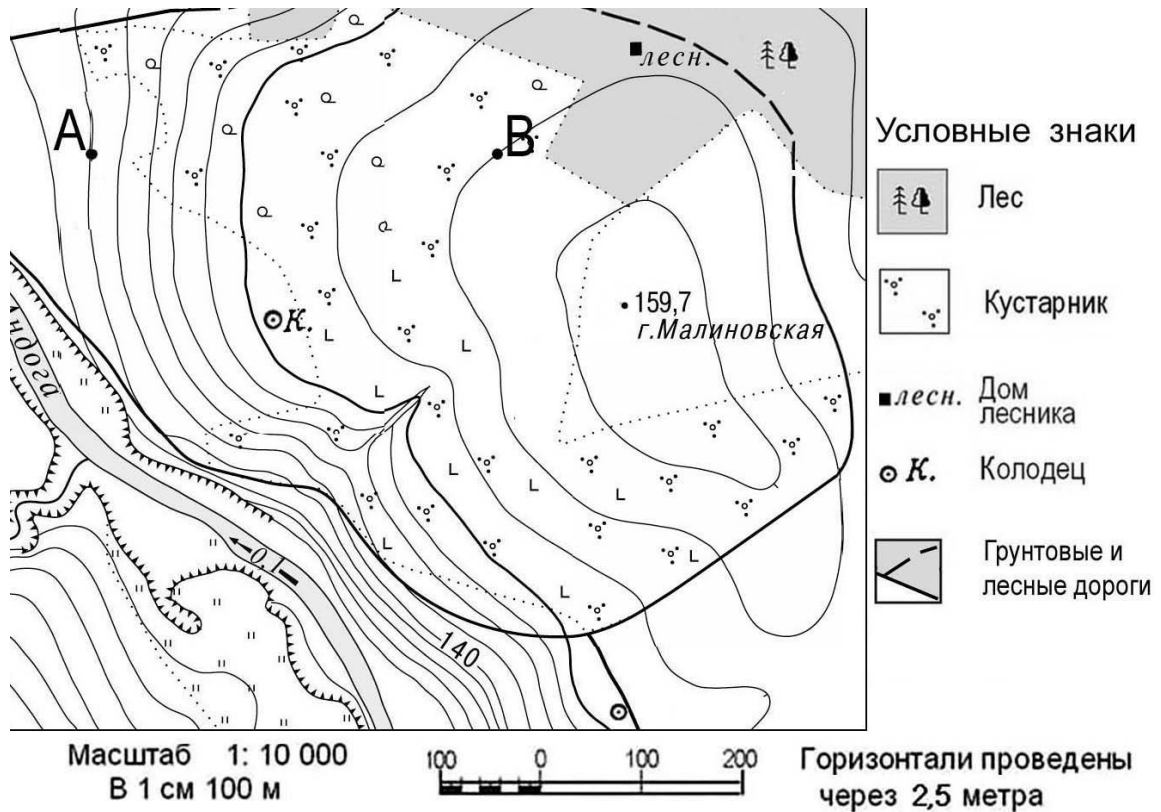 лесн.
А
В
К.
159,7
г.Малиновская
Андога
0,1
140
Условные знаки
Лес
Кустарник
лесн. Дом
лесника
К. Колодец
Грунтовые и
лесные дороги
Масштаб 1: 10 000
В 1 см 100 м
100 0 100 200
Горизонтали проведены
через 2,5 метра